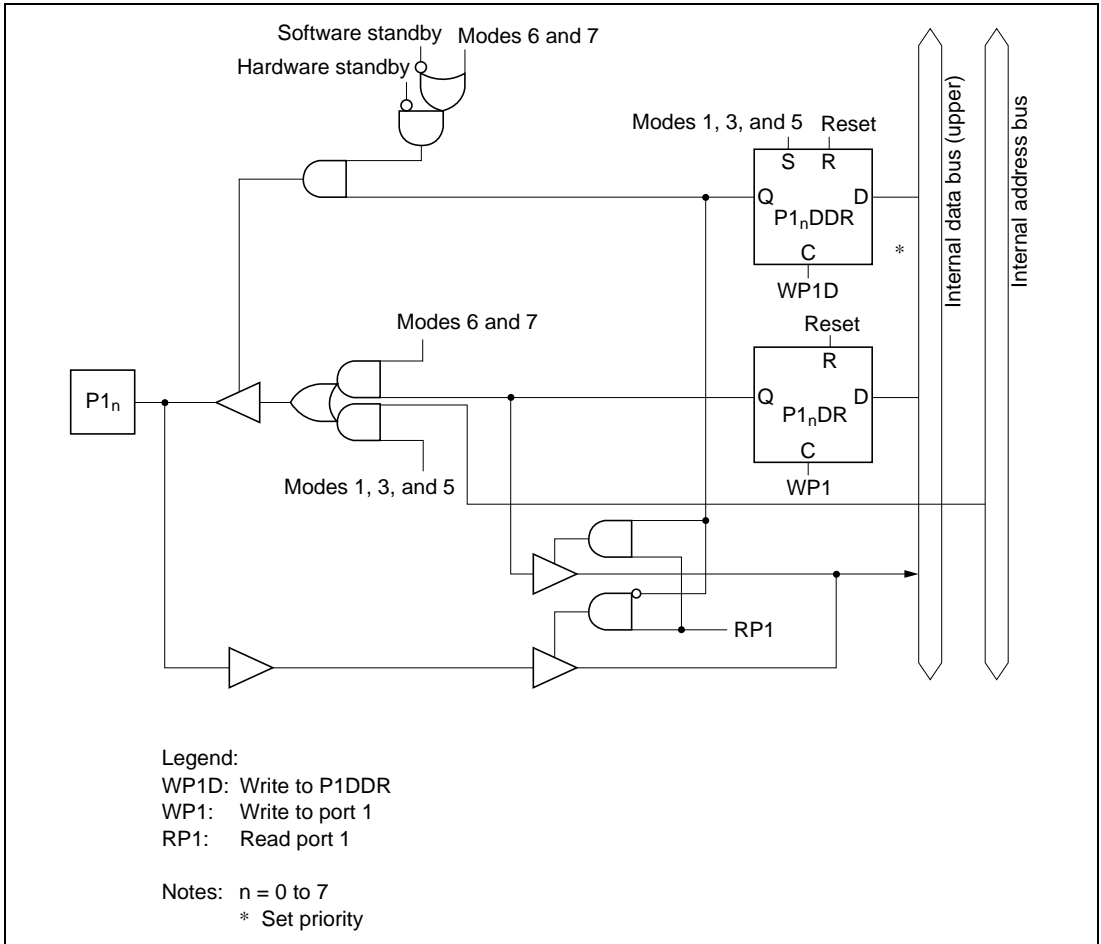 Software standby
Modes 6 and 7
Hardware standby
Modes 1, 3, and 5
Reset
S
R
Q
D
P1nDDR
C
*
WP1D
Internal data bus (upper)
Internal address bus
Modes 6 and 7
Reset
R
P1n
Q
D
P1nDR
C
WP1
Modes 1, 3, and 5
RP1
Legend:
WP1D: Write to P1DDR
WP1: Write to port 1
RP1: Read port 1
Notes: n = 0 to 7
* Set priority